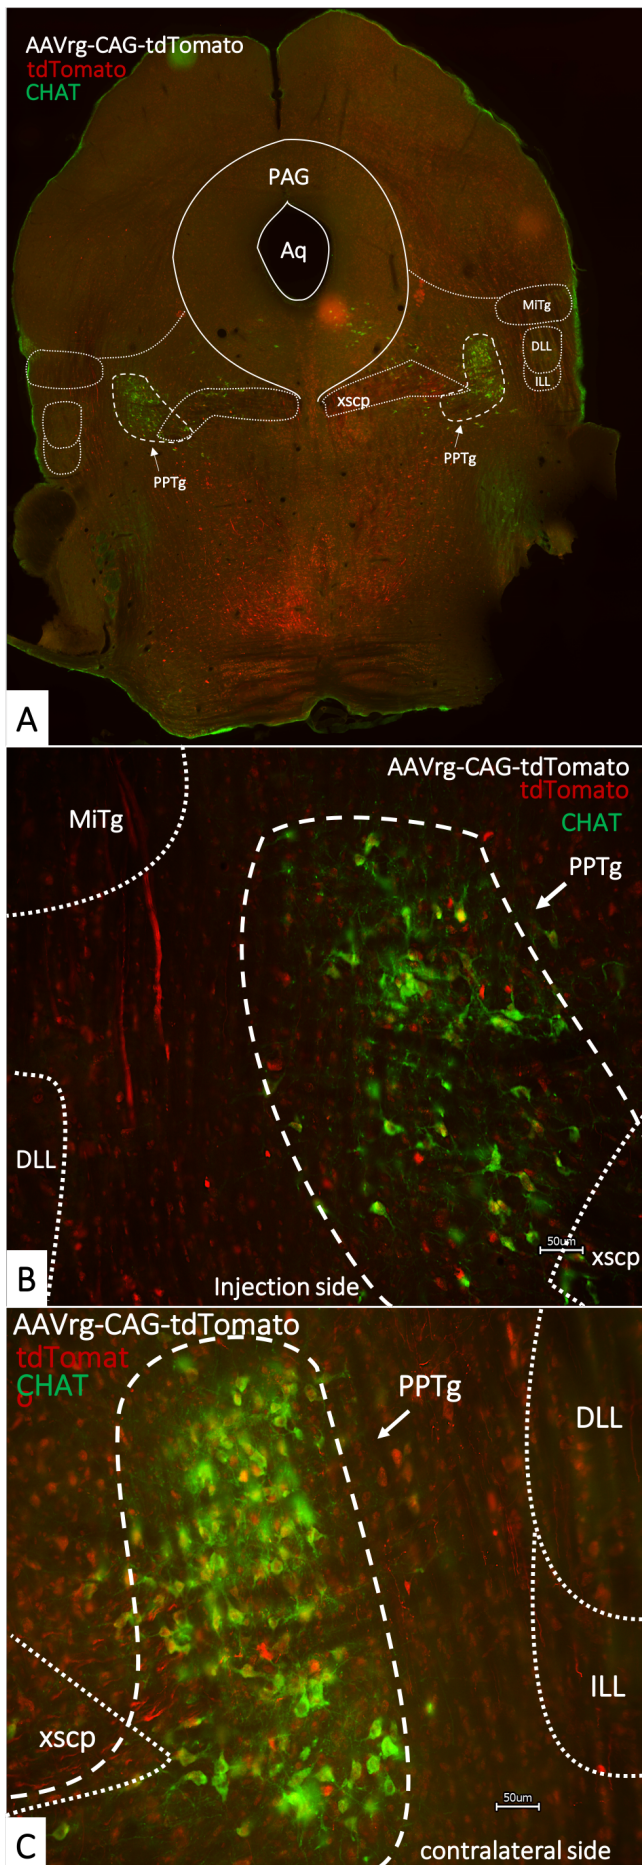 AAVrg-CAG-tdTomato
tdTomato
CHAT
PAG
Aq
MiTg
DLL
ILL
xscp
PPTg
PPTg
A
AAVrg-CAG-tdTomato
tdTomato
CHAT
MiTg
PPTg
DLL
50um
xscp
Injection side
B
AAVrg-CAG-tdTomato
tdTomat
CHAT
o
PPTg
DLL
ILL
xscp
50um
contralateral side
C